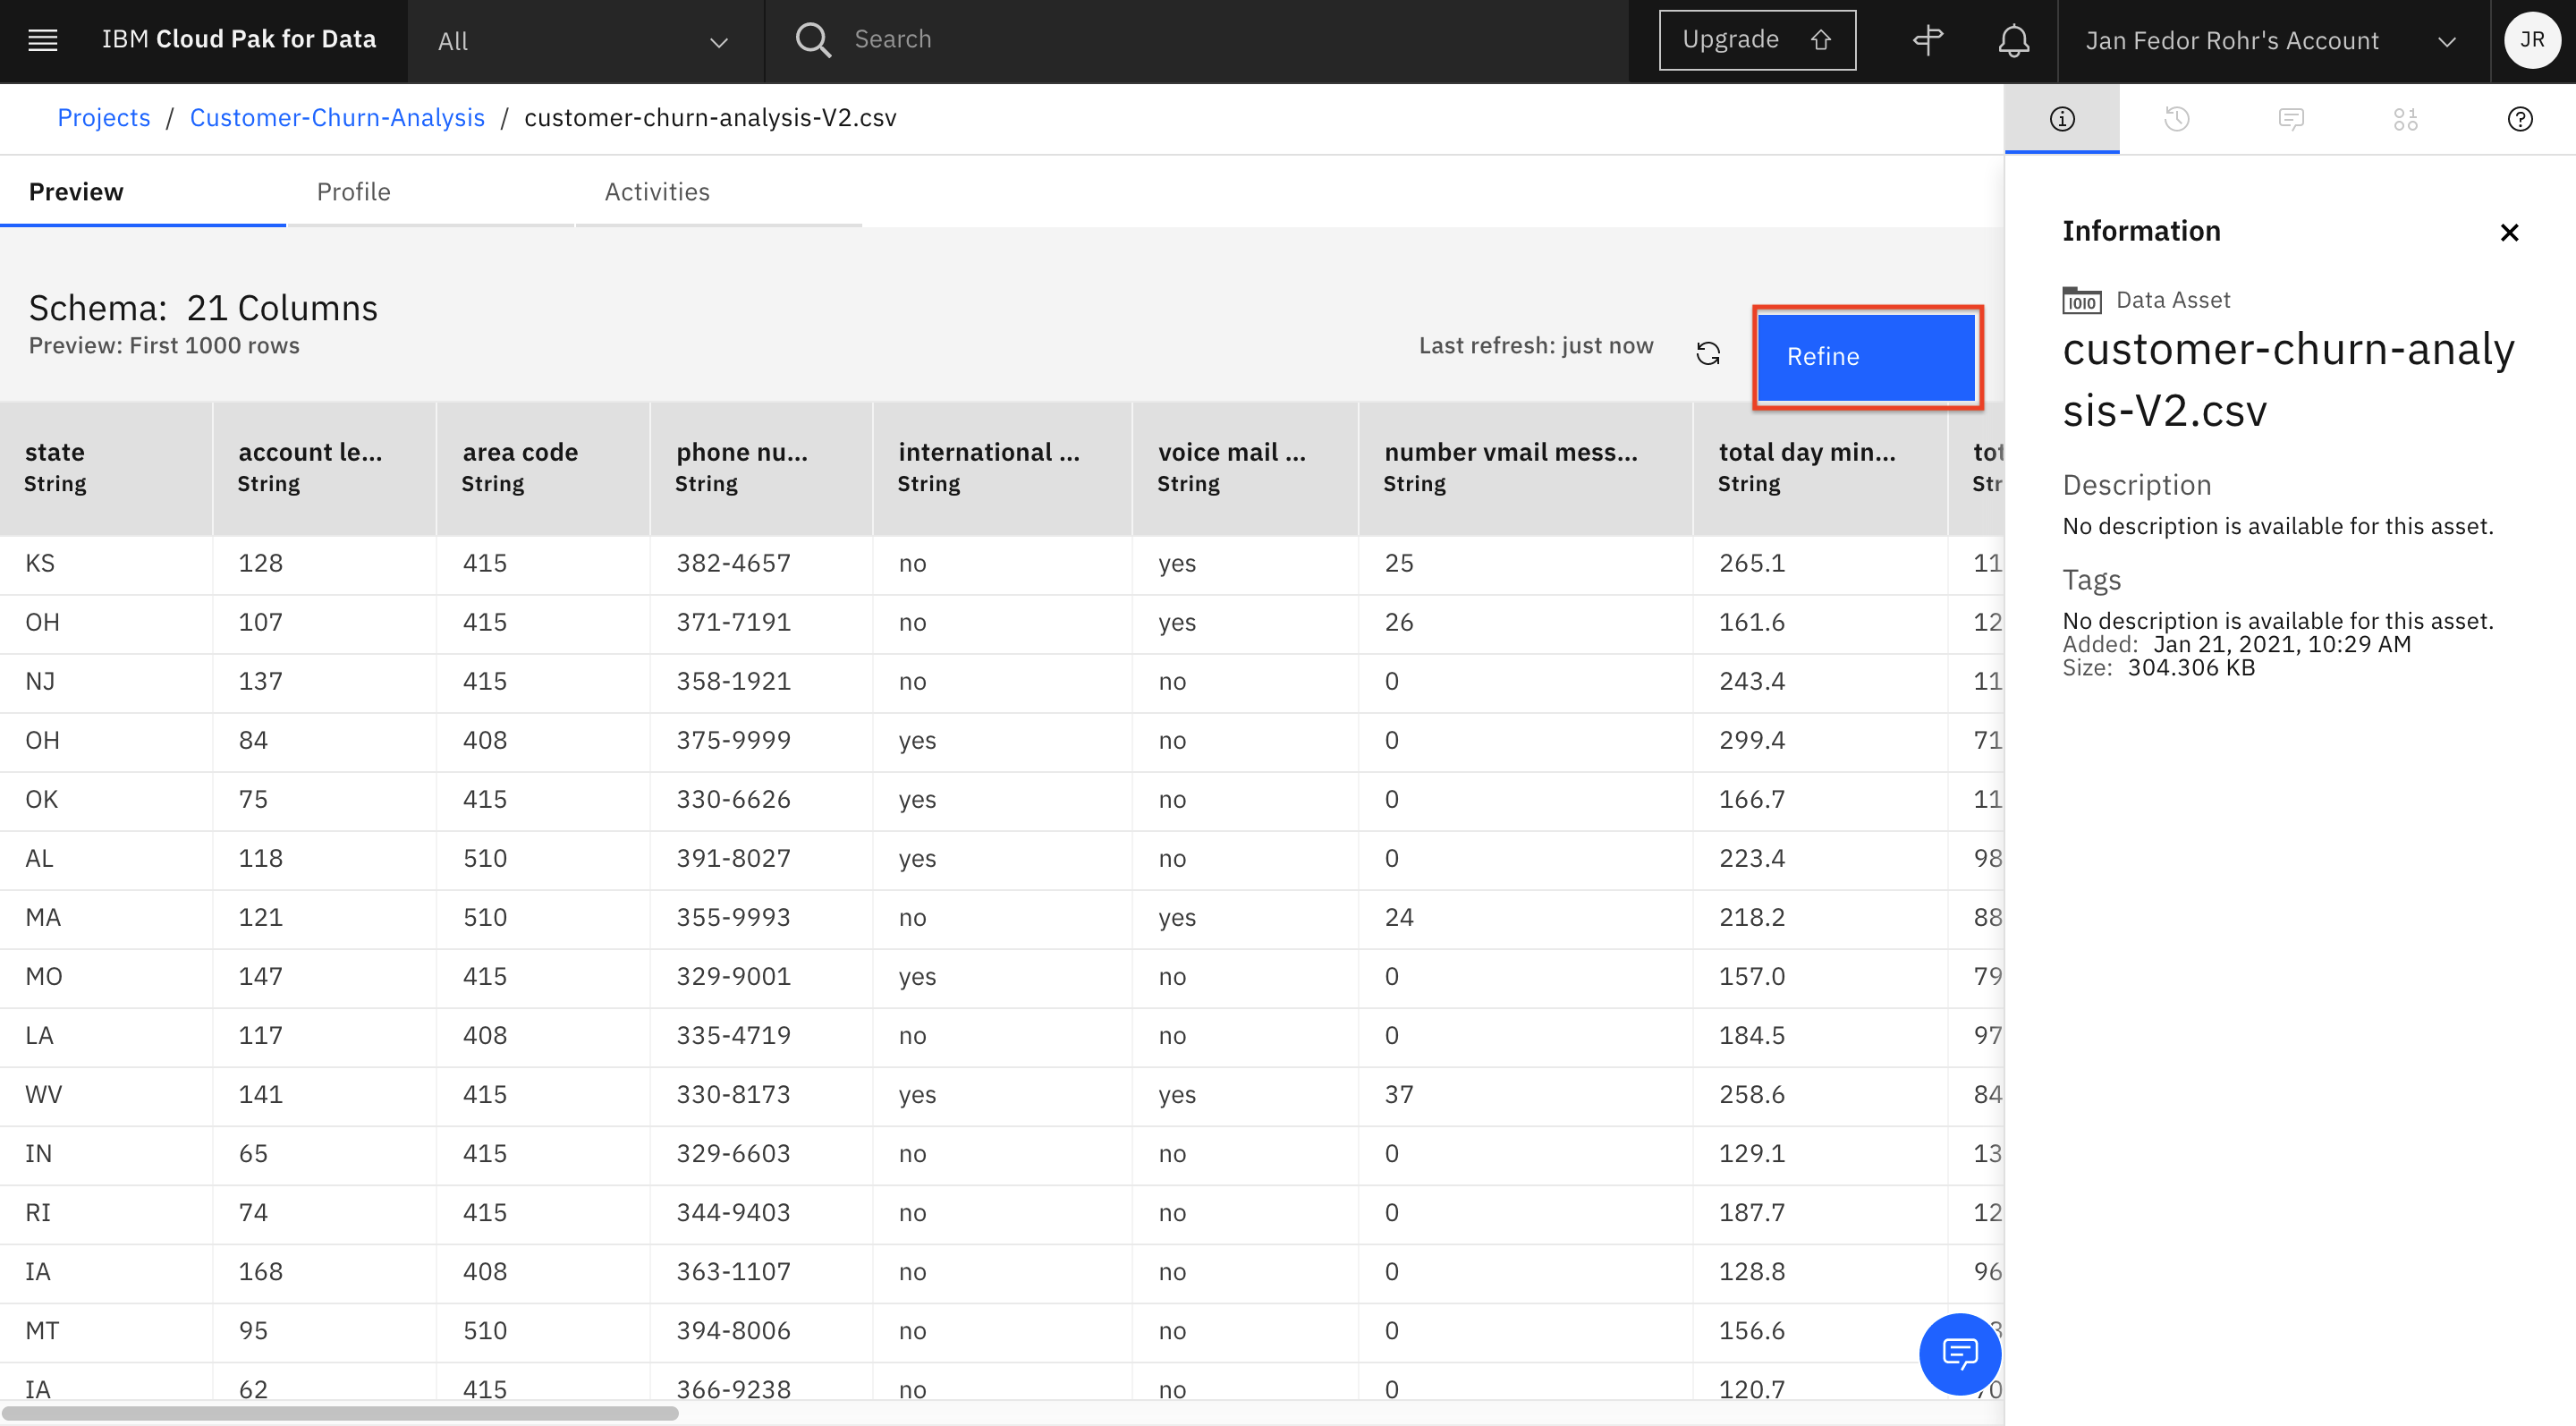 IBM Cloud Pak for Data All Search Upgrade Jan Fedor Rohr's Account JR
Projects / Customer-Churn-Analysis / customer-churn-analysis-V2.csv
Preview Profile Activities
Schema: 21 Columns
Preview: First 1000 rows
Last refresh: just now
Refine
state account le... area code phone nu... international ... voice mail ... number vmail mess... total day min... tot
String String String String String String String String Str
KS 128 415 382-4657 no yes 25 265.1 11
OH 107 415 371-7191 no yes 26 161.6 12
NJ 137 415 358-1921 no no 0 243.4 11
OH 84 408 375-9999 yes no 0 299.4 71
OK 75 415 330-6626 yes no 0 166.7 11
AL 118 510 391-8027 yes no 0 223.4 98
MA 121 510 355-9993 no yes 24 218.2 88
MO 147 415 329-9001 yes no 0 157.0 79
LA 117 408 335-4719 no no 0 184.5 97
WV 141 415 330-8173 yes yes 37 258.6 84
IN 65 415 329-6603 no no 0 129.1 13
RI 74 415 344-9403 no no 0 187.7 12
IA 168 408 363-1107 no no 0 128.8 96
MT 95 510 394-8006 no no 0 156.6
IA 62 415 366-9238 no no 0 120.7
Information
Data Asset
customer-churn-analy
sis-V2.csv
Description
No description is available for this asset.
Tags
No description is available for this asset.
Added: Jan 21, 2021, 10:29 AM
Size: 304.306 KB